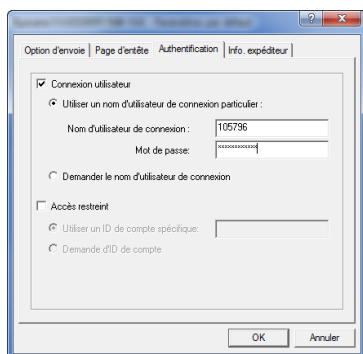 Option d'envoie | Page d'entête | Authentification | Info. expéditeur
Connexion utilisateur
Utiliser un nom d'utilisateur de connexion particulier :
Nom d'utilisateur de connexion : 105796
Mot de passe: xxxxxxxxxxxxx
Demander le nom d'utilisateur de connexion
Accès restreint
Utiliser un ID de compte spécifique:
Demande d'ID de compte
OK Annuler